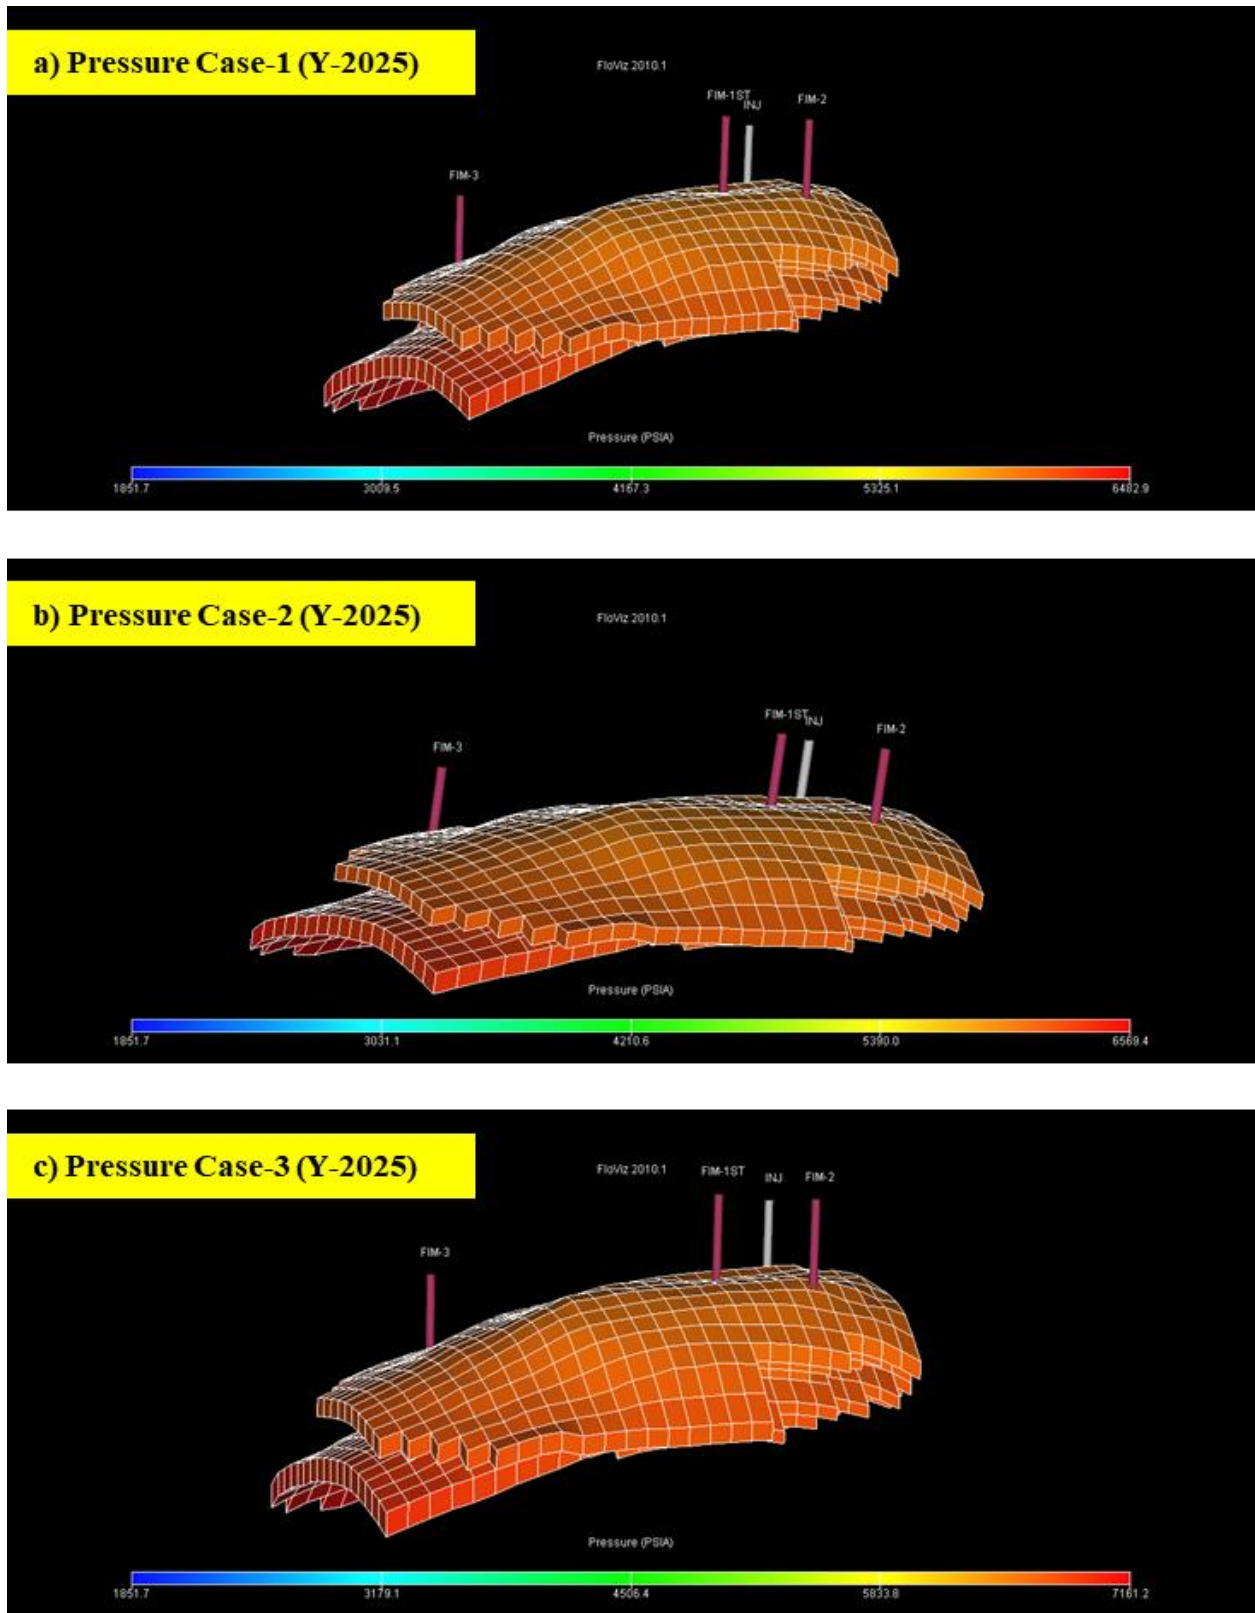 a) Pressure Case-1 (Y-2025)
FloViz 2010.1
FIM-1ST
INJ
FIM-2
FIM-3
Pressure (PSIA)
1851.7 3009.5 4167.3 5325.1 6482.9
b) Pressure Case-2 (Y-2025)
FloViz 2010.1
FIM-1ST
INJ
FIM-2
FIM-3
Pressure (PSIA)
1851.7 3031.1 4210.6 5390.0 6569.4
c) Pressure Case-3 (Y-2025)
FloViz 2010.1
FIM-1ST
INJ
FIM-2
FIM-3
Pressure (PSIA)
1851.7 3179.1 4506.4 5833.8 7161.2